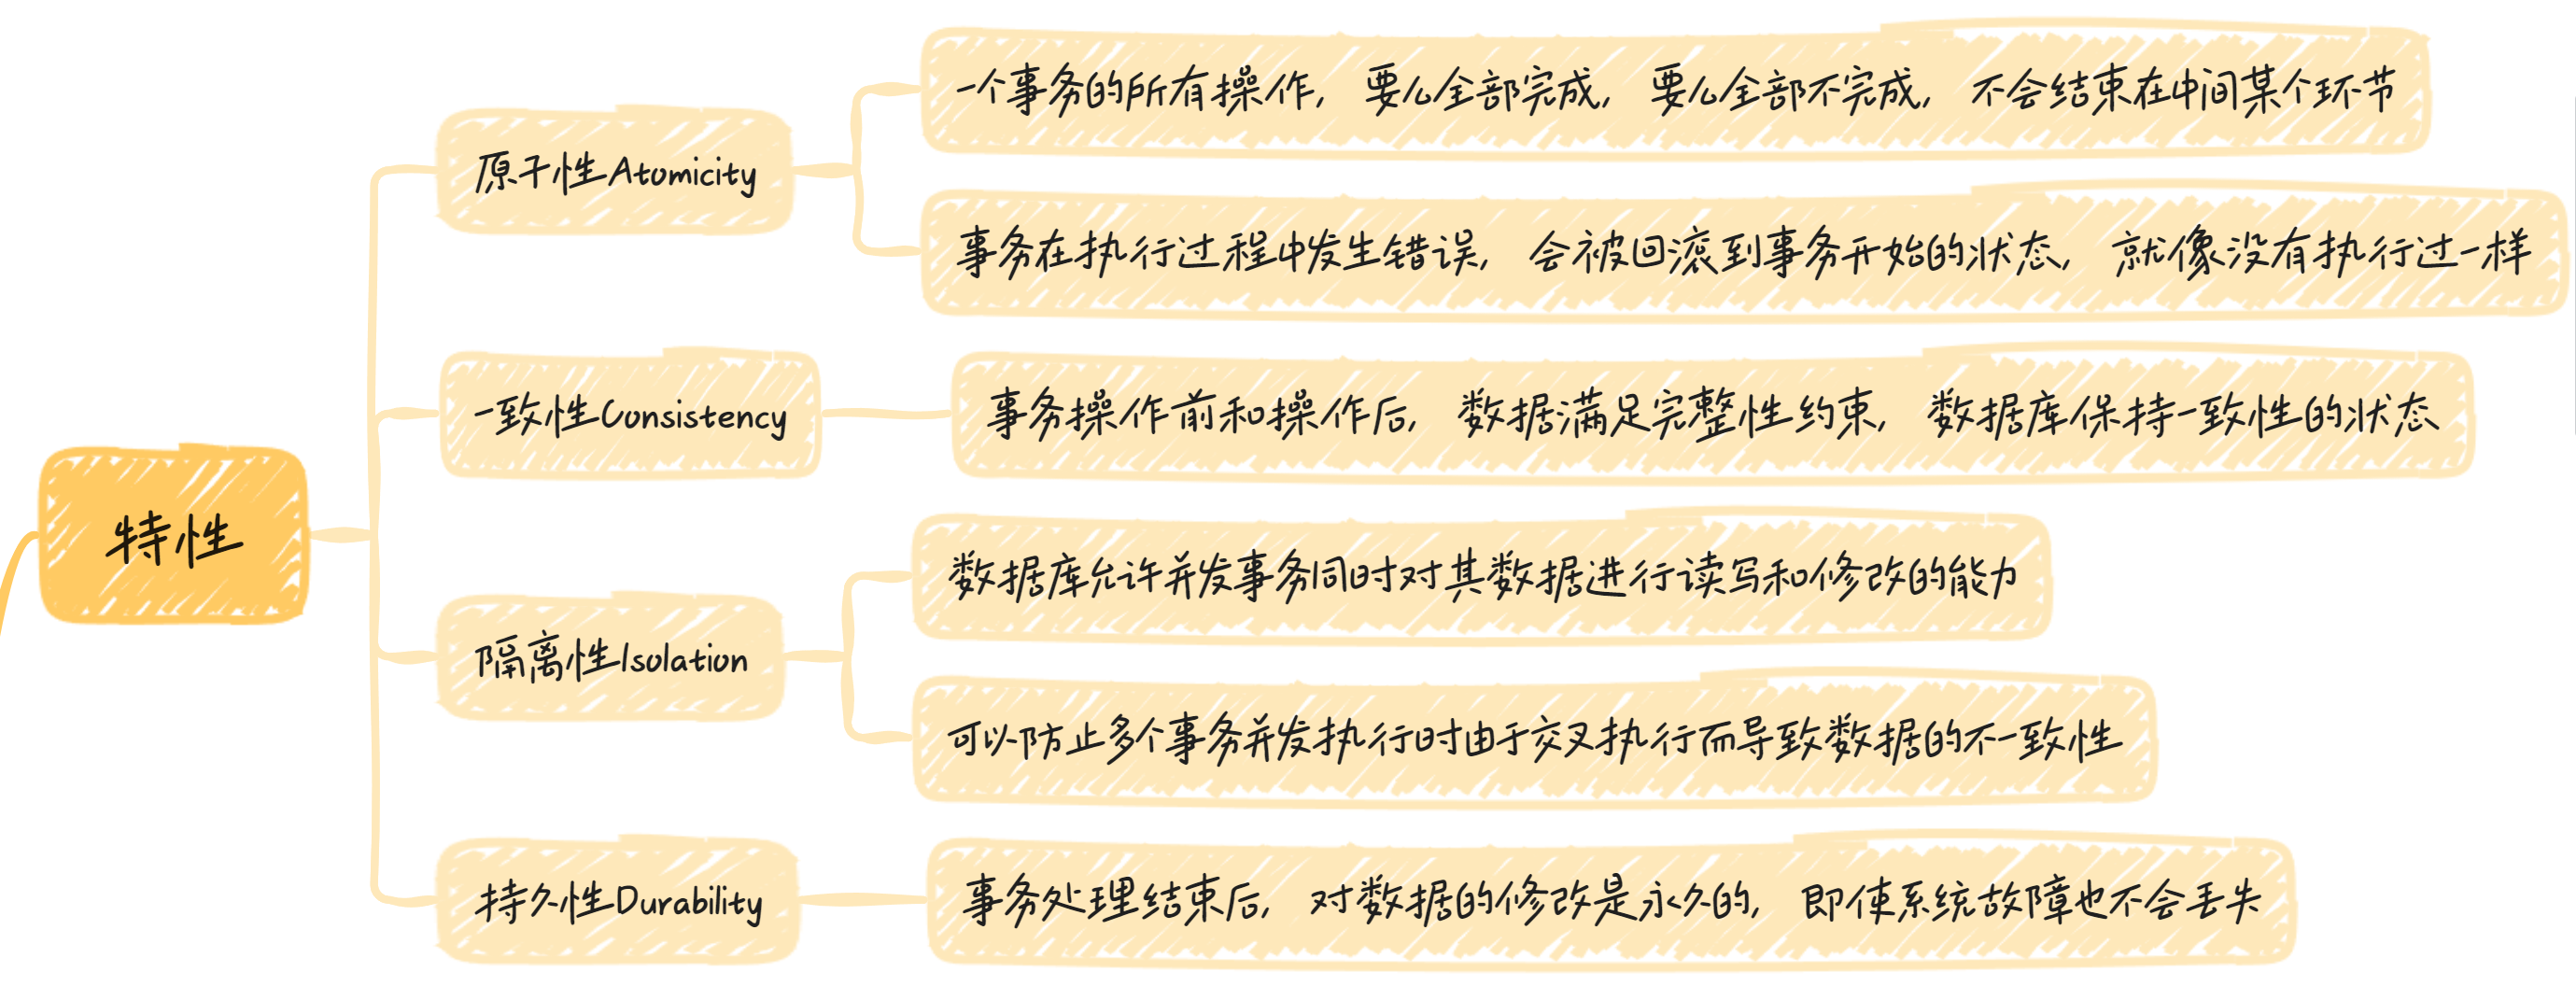 特性
原子性Atomicity
一个事务的所有操作, 要么全部完成, 要么全部不完成, 不会结束在中间某个环节
事务在执行过程中发生错误, 会被回滚到事务开始的状态, 就像没有执行过一样
一致性Consistency
事务操作前和操作后, 数据满足完整性约束, 数据库保持一致性的状态
隔离性Isolation
数据库允许并发事务同时对其数据进行读写和修改的能力
可以防止多个事务并发执行时由于交叉执行而导致数据的不一致性
持久性Durability
事务处理结束后, 对数据的修改是永久的, 即使系统故障也不会丢失